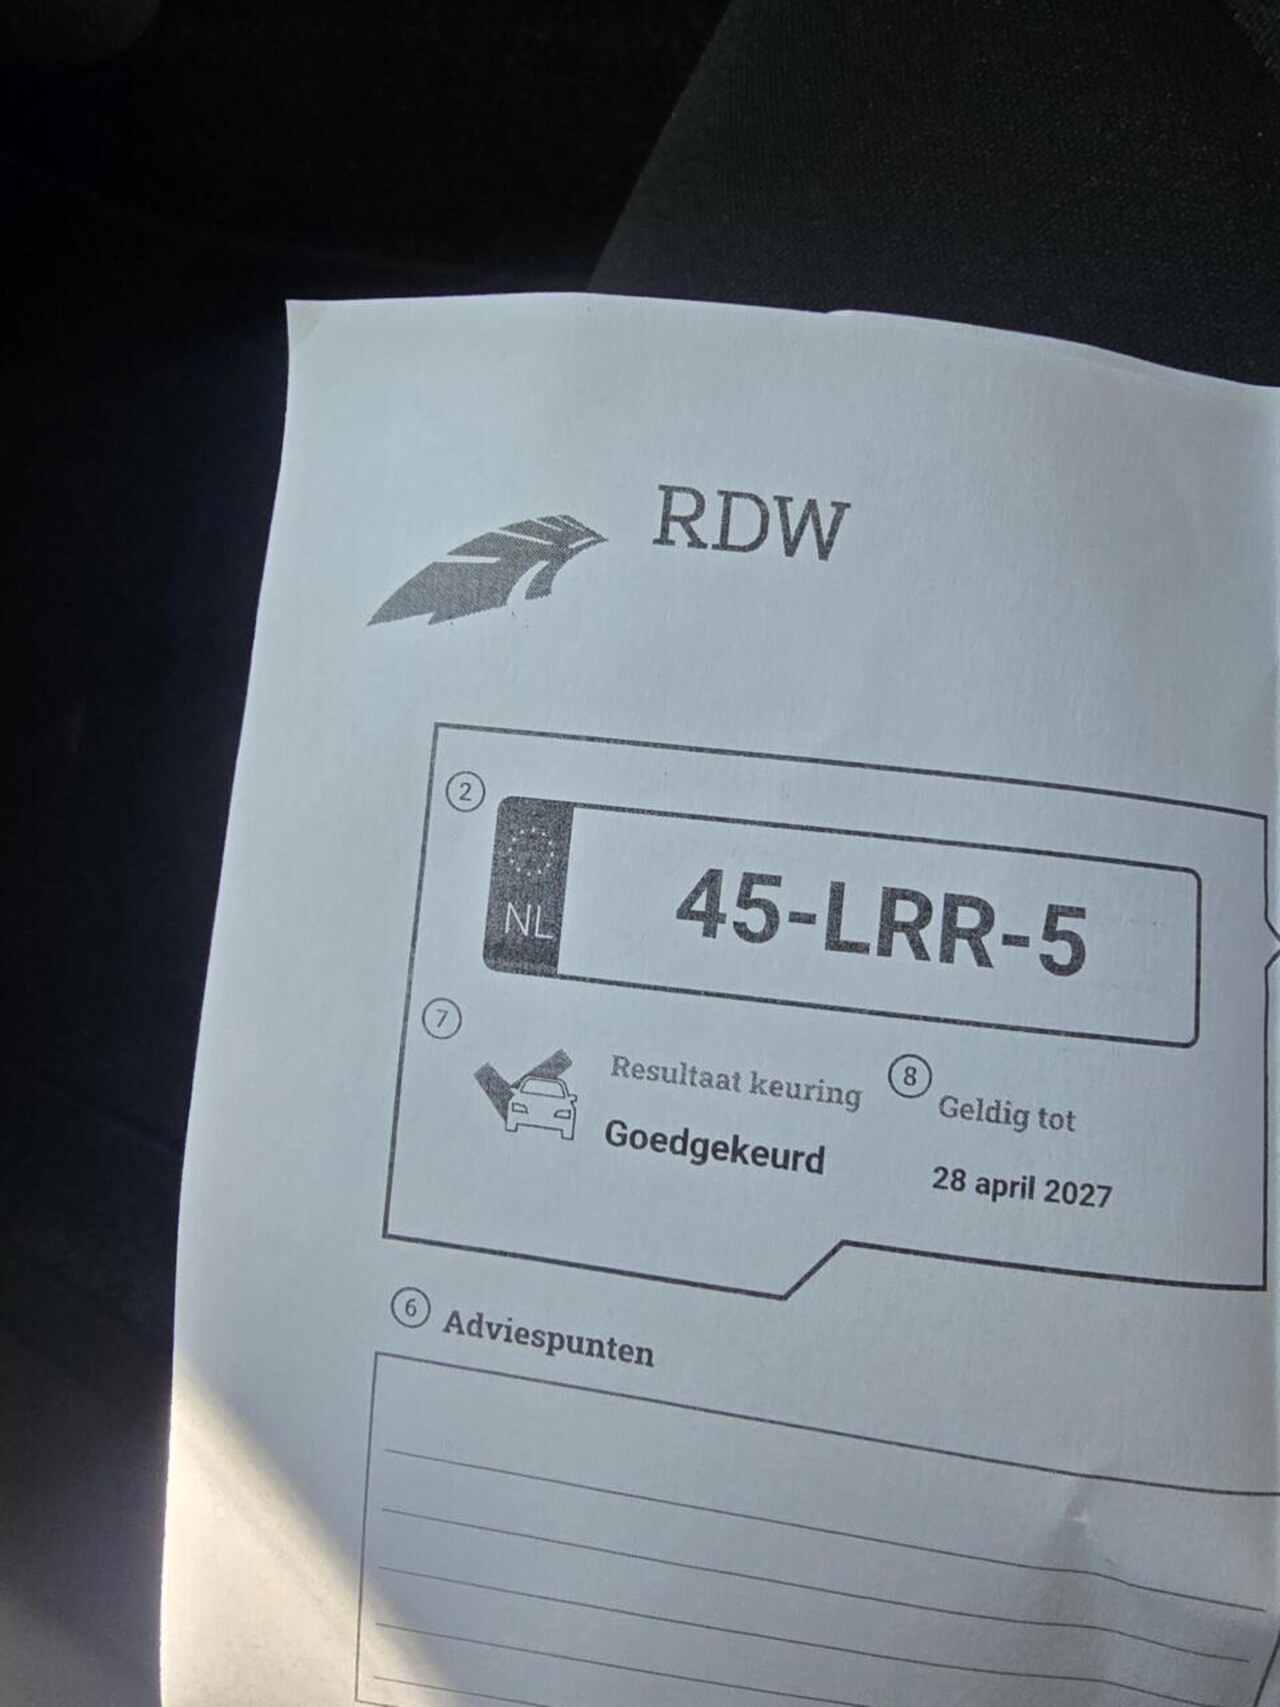 RDW
2
NL
45-LRR-5
7
Resultaat keuring
8
Geldig tot
Goedgekeurd
28 april 2027
6 Adviespunten